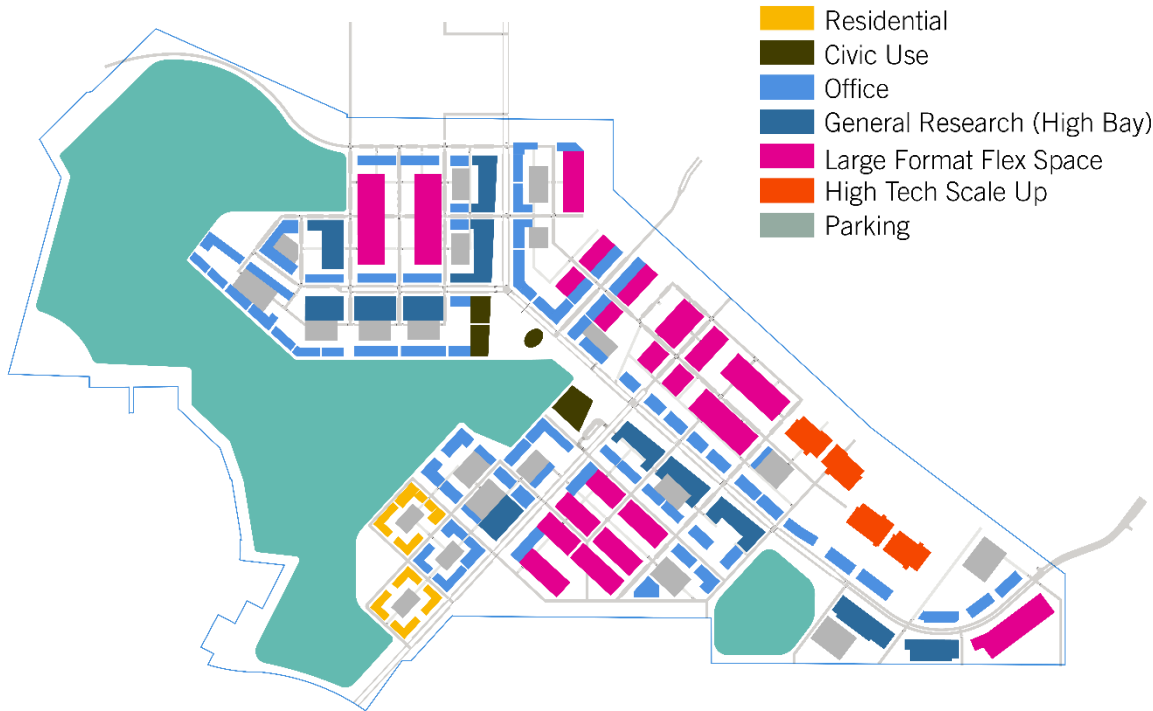 Residential
Civic Use
Office
General Research (High Bay)
Large Format Flex Space
High Tech Scale Up
Parking